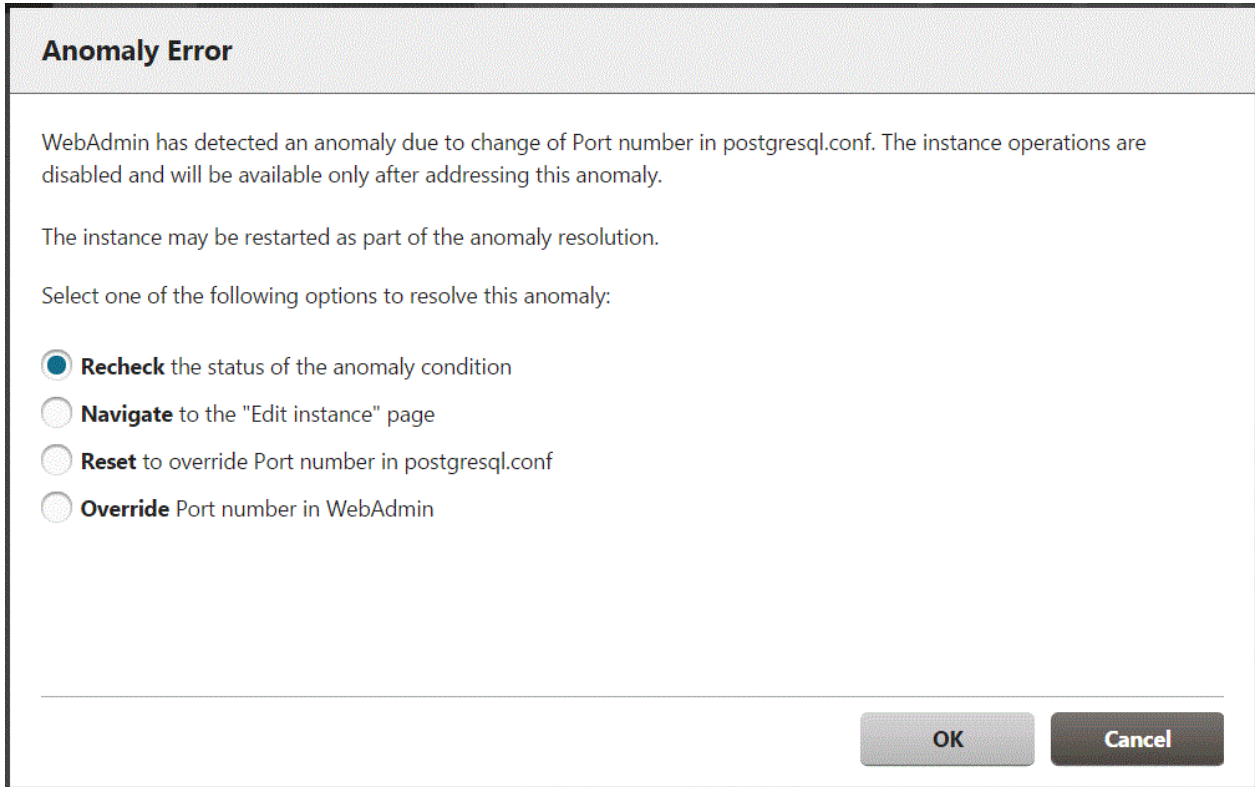 Anomaly Error
WebAdmin has detected an anomaly due to change of Port number in postgresql.conf. The instance operations are
disabled and will be available only after addressing this anomaly.
The instance may be restarted as part of the anomaly resolution.
Select one of the following options to resolve this anomaly:
Recheck the status of the anomaly condition
Navigate to the "Edit instance" page
Reset to override Port number in postgresql.conf
Override Port number in WebAdmin
OK
Cancel